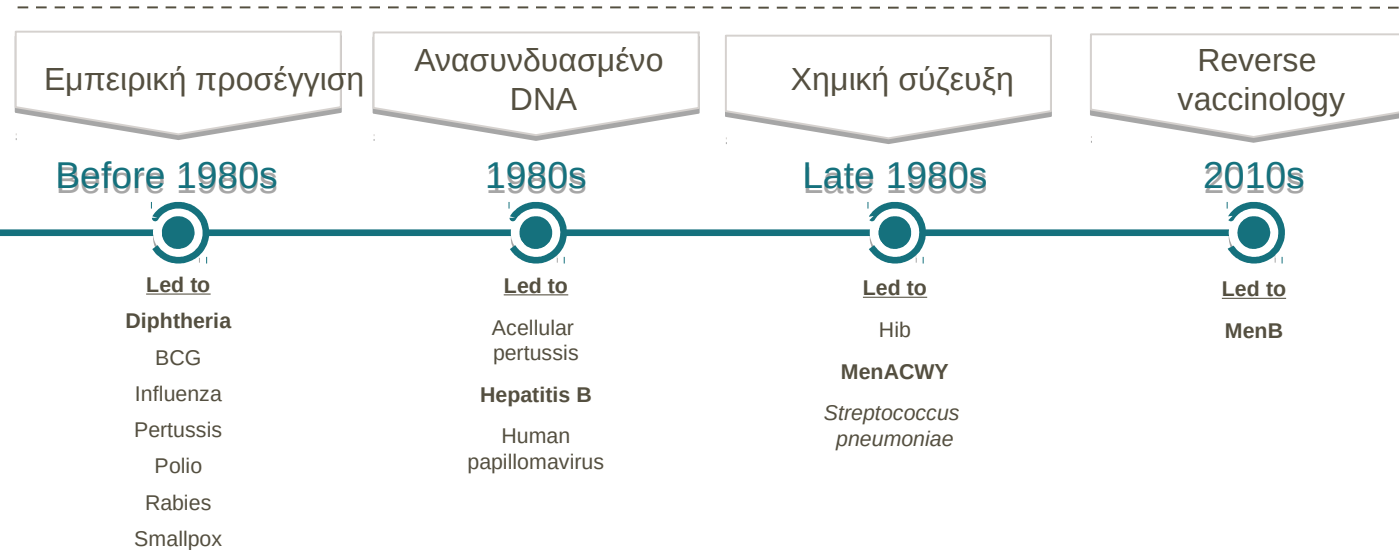 Εμπειρική προσέγγιση
Before 1980s
Led to
Diphtheria
BCG
Influenza
Pertussis
Polio
Rabies
Smallpox
Ανασυνδυασμένο
DNA
1980s
Led to
Acellular
pertussis
Hepatitis B
Human
papillomavirus
Χημική σύζευξη
Late 1980s
Led to
Hib
MenACWY
Streptococcus
pneumoniae
Reverse
vaccinology
2010s
Led to
MenB